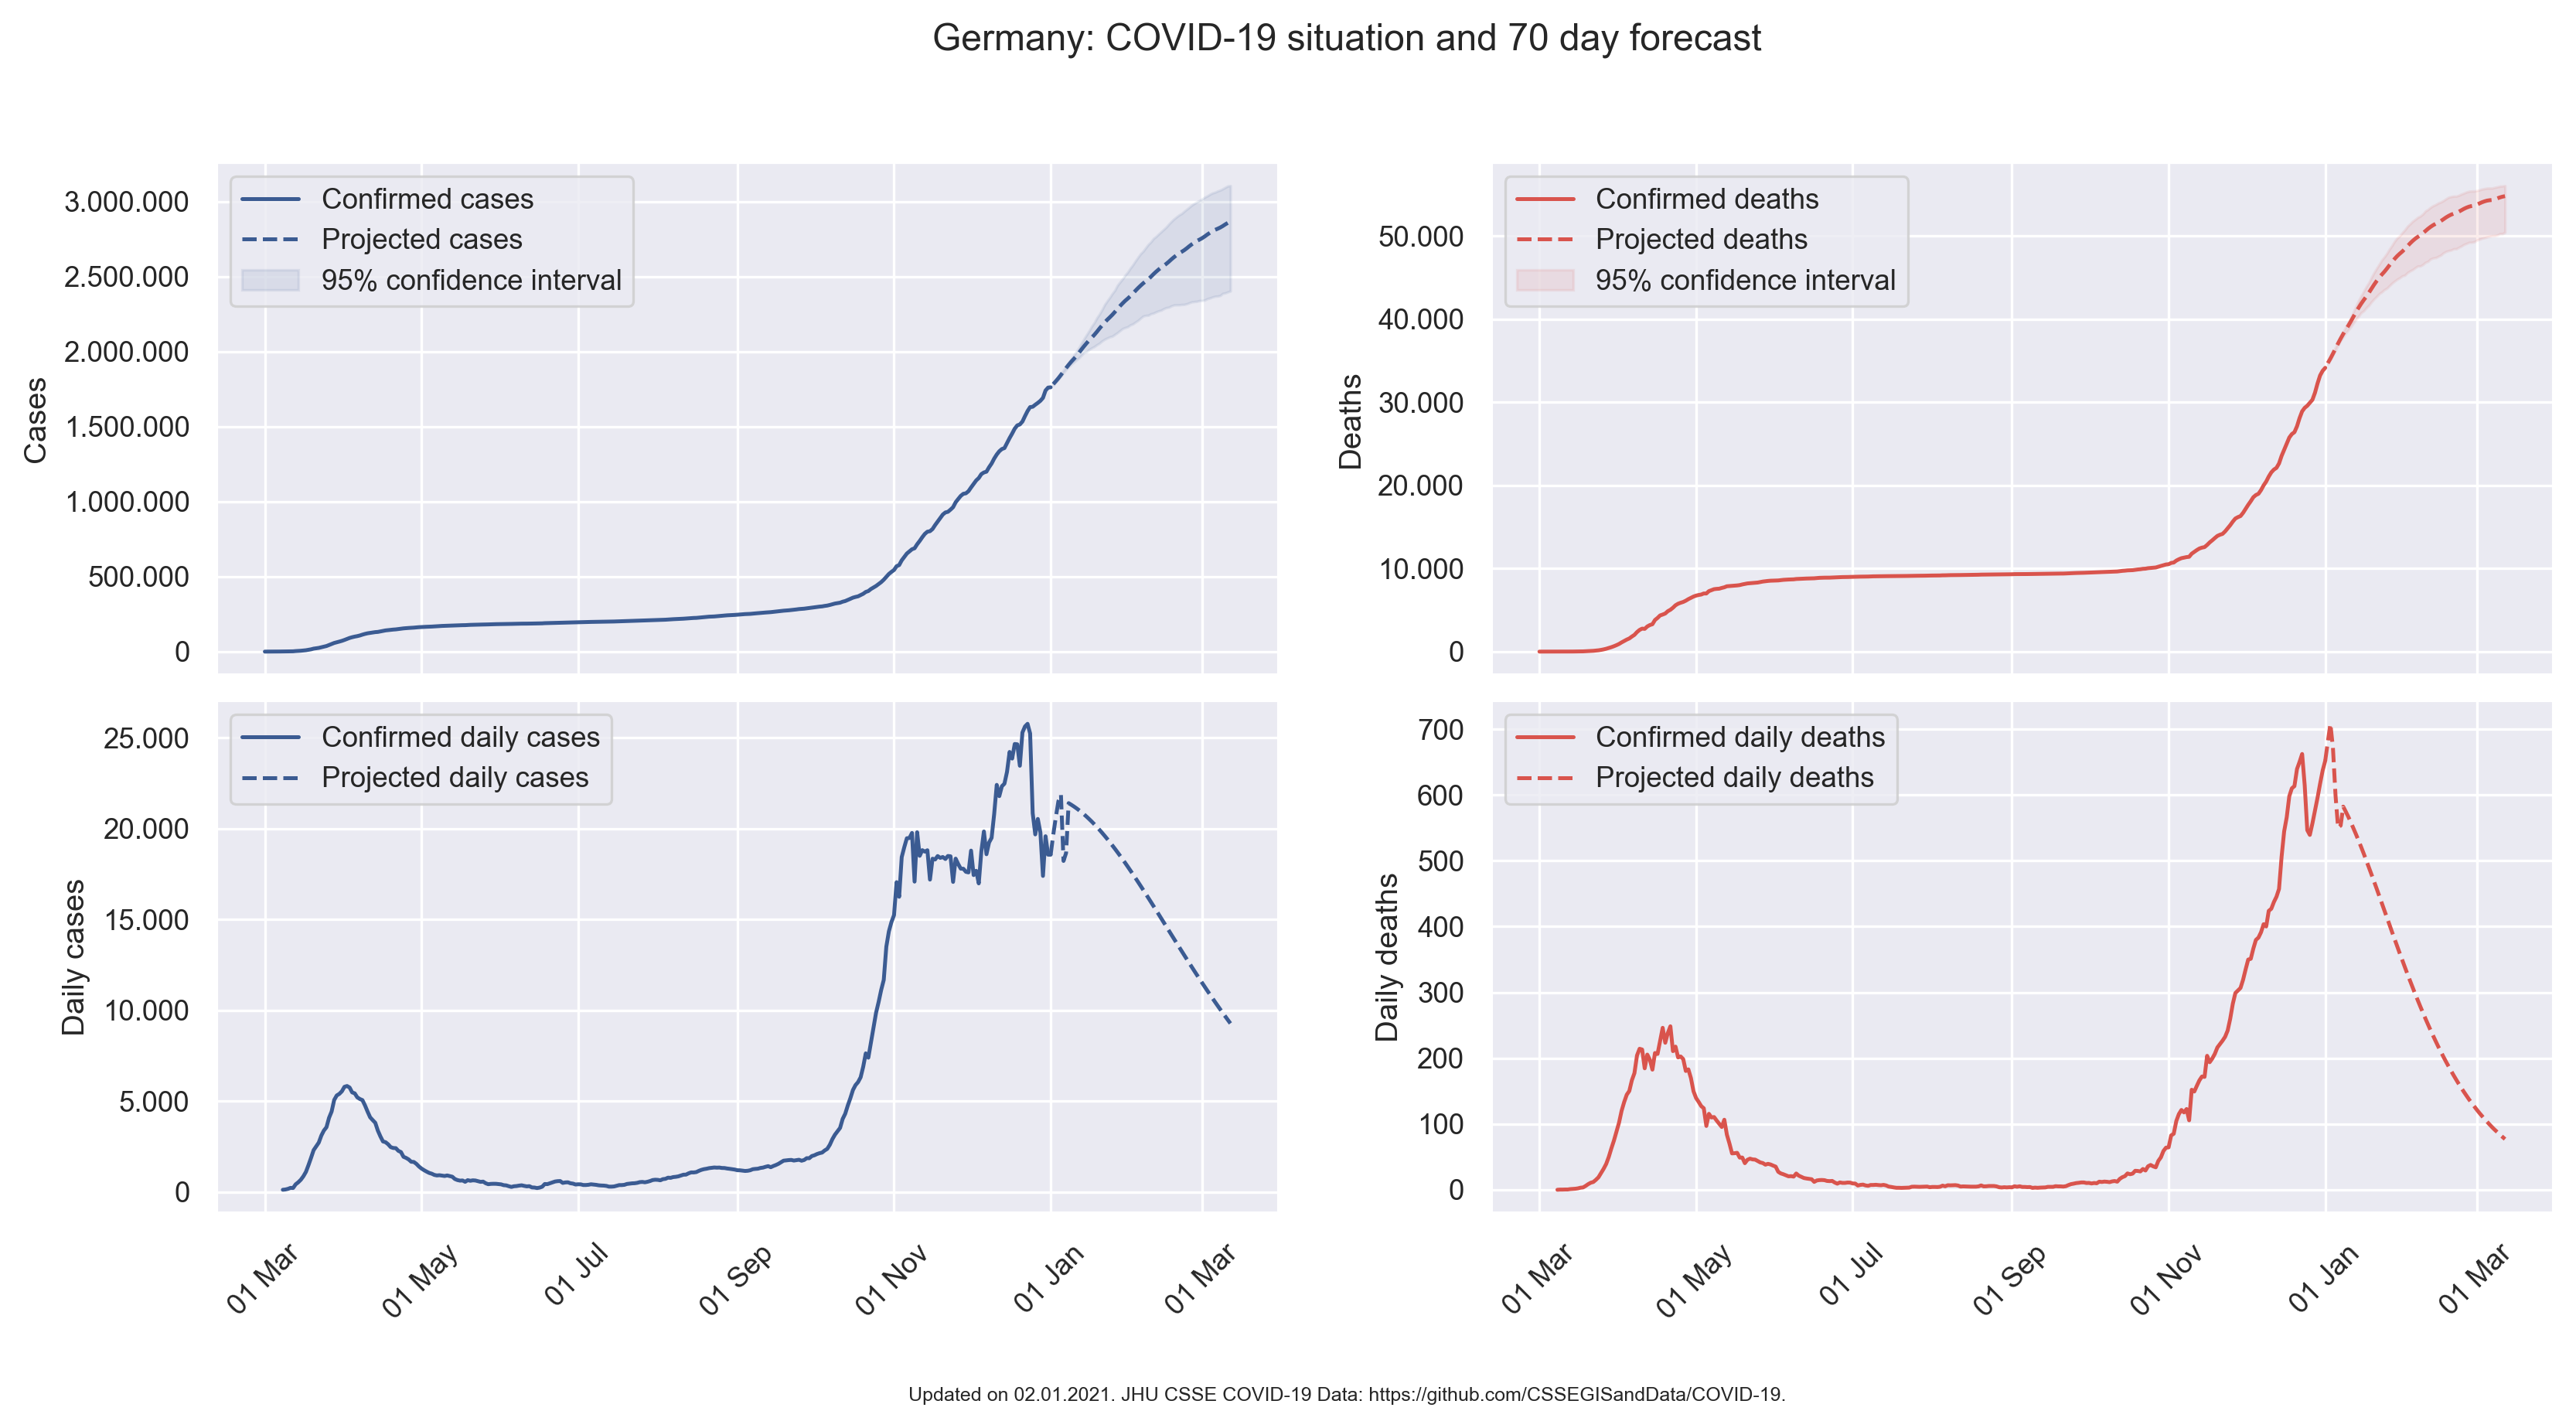 Germany: COVID-19 situation and 70 day forecast
Confirmed cases
Projected cases
95% confidence interval
3.000.000
2.500.000
2.000.000
1.500.000
1.000.000
500.000
0
Cases
Confirmed deaths
Projected deaths
95% confidence interval
50.000
40.000
30.000
20.000
10.000
0
Deaths
Confirmed daily cases
Projected daily cases
25.000
20.000
15.000
10.000
5.000
0
Daily cases
01 Mar
01 May
01 Jul
01 Sep
01 Nov
01 Jan
01 Mar
Confirmed daily deaths
Projected daily deaths
700
600
500
400
300
200
100
0
Daily deaths
01 Mar
01 May
01 Jul
01 Sep
01 Nov
01 Jan
01 Mar
Updated on 02.01.2021. JHU CSSE COVID-19 Data: https://github.com/CSSEGISandData/COVID-19.